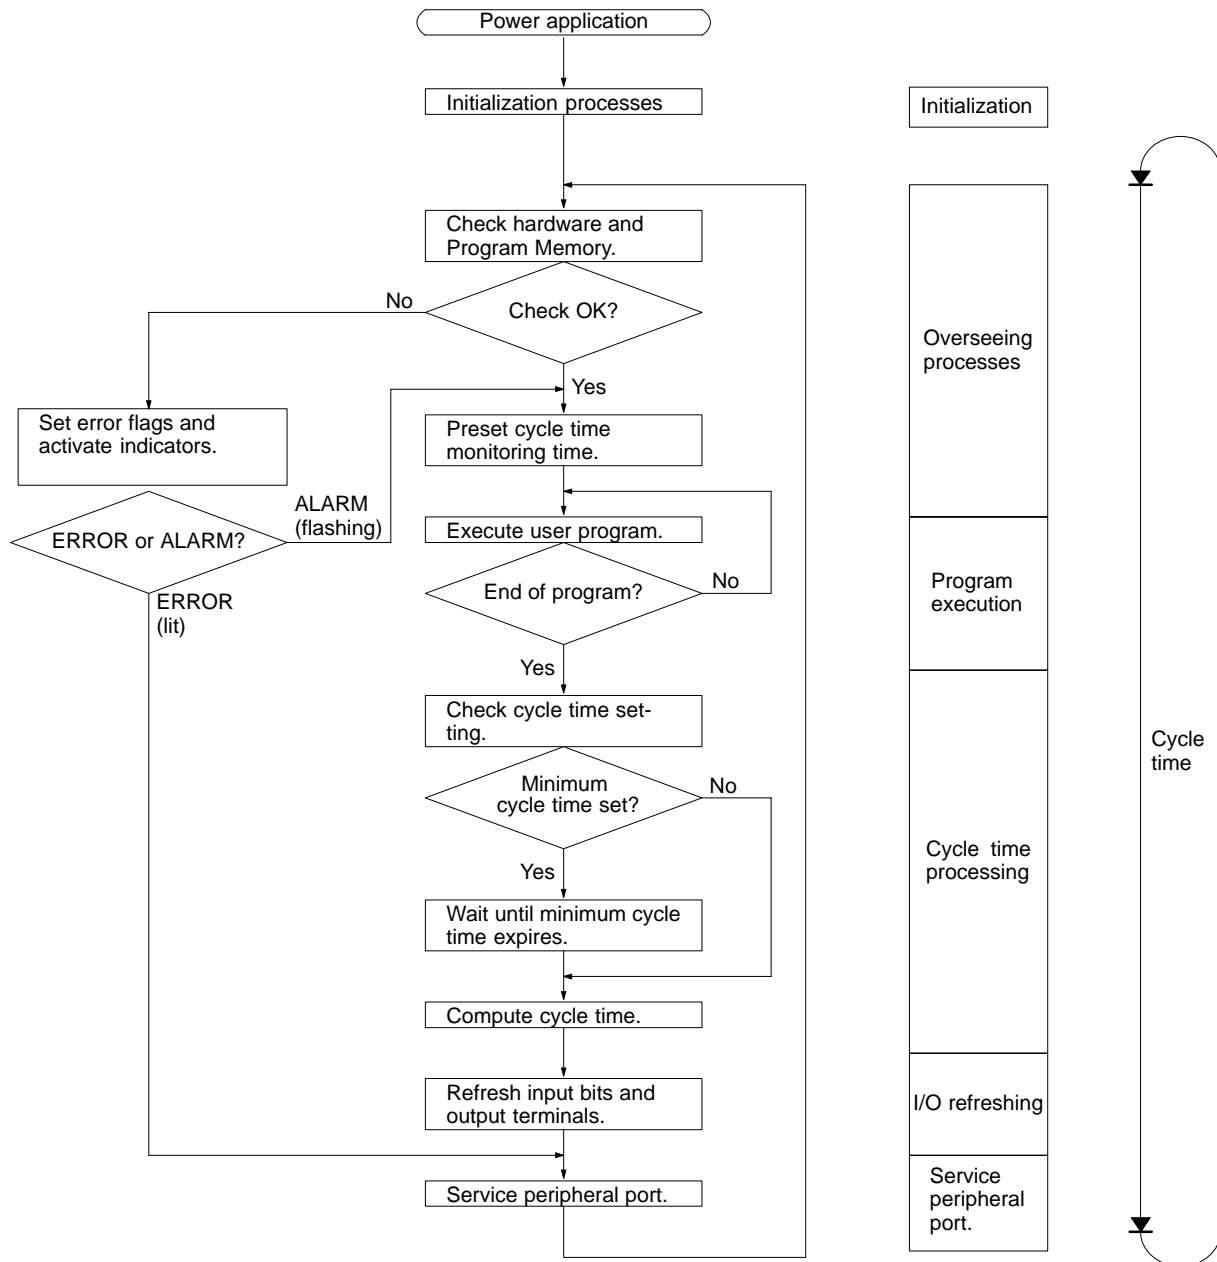 Power application
Initialization processes
Initialization
Check hardware and
Program Memory.
No
Check OK?
Overseeing
processes
Yes
Set error flags and
activate indicators.
Preset cycle time
monitoring time.
ALARM
(flashing)
ERROR or ALARM?
Execute user program.
No
End of program?
Program
execution
ERROR
(lit)
Yes
Check cycle time set-
ting.
Cycle
time
Minimum
cycle time set?
No
Cycle time
processing
Yes
Wait until minimum cycle
time expires.
Compute cycle time.
Refresh input bits and
output terminals.
I/O refreshing
Service peripheral port.
Service
peripheral
port.